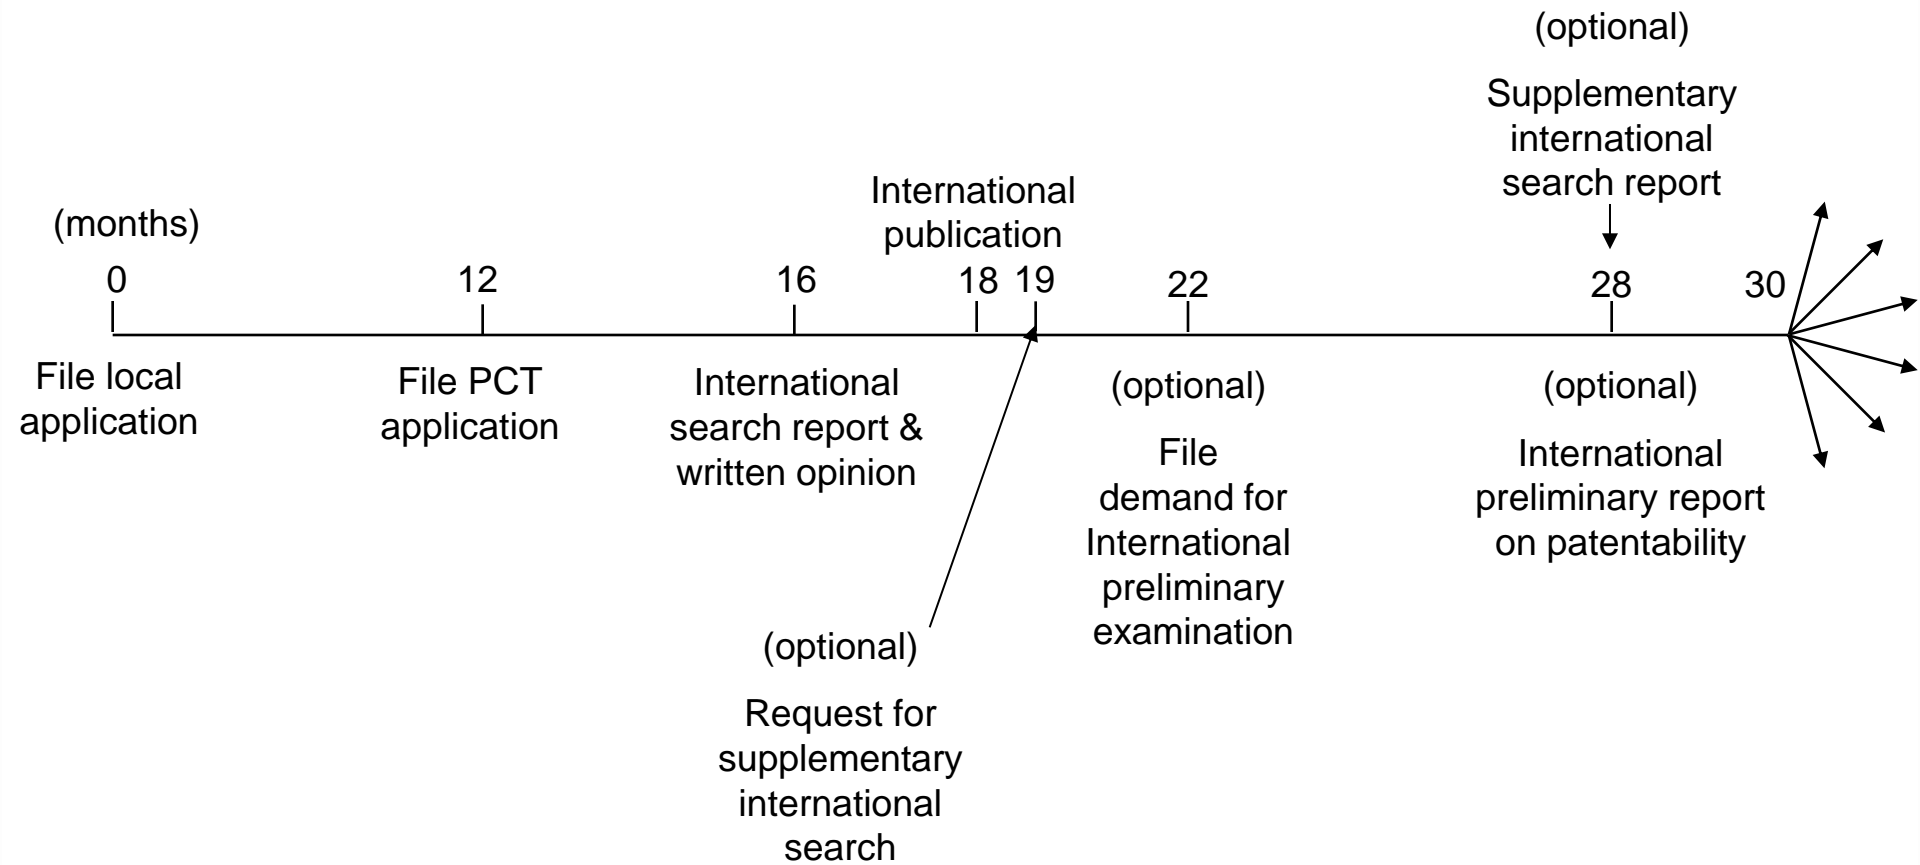 (optional)
Supplementary
international
search report
International
publication
(months)
0
12
16
18
19
22
28
30
File local
application
File PCT
application
International
search report &
written opinion
(optional)
File
demand for
International
preliminary
examination
(optional)
International
preliminary report
on patentability
(optional)
Request for
supplementary
international
search